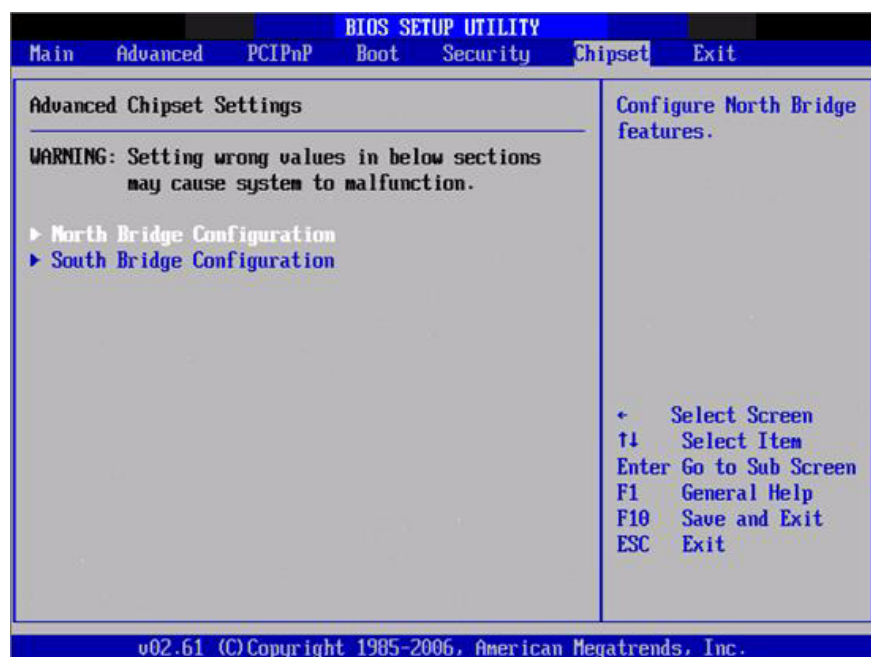 BIOS SETUP UTILITY
Main Advanced PCIPnP Boot Security Chipset Exit
Advanced Chipset Settings
WARNING: Setting wrong values in below sections
may cause system to malfunction.
▶ North Bridge Configuration
▶ South Bridge Configuration
Configure North Bridge
features.
← Select Screen
↑↓ Select Item
Enter Go to Sub Screen
F1 General Help
F10 Save and Exit
ESC Exit
v02.61 (C)Copyright 1985-2006, American Megatrends, Inc.